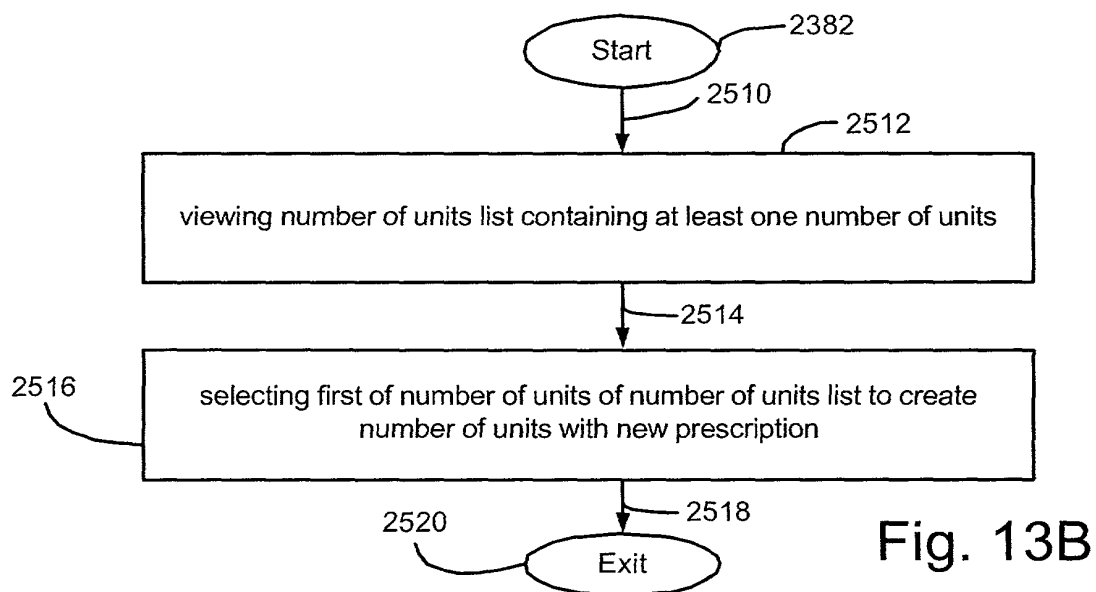 Start
2382
2510
2512
viewing number of units list containing at least one number of units
2514
2516
selecting first of number of units of number of units list to create
number of units with new prescription
2518
2520
Exit
Fig. 13B